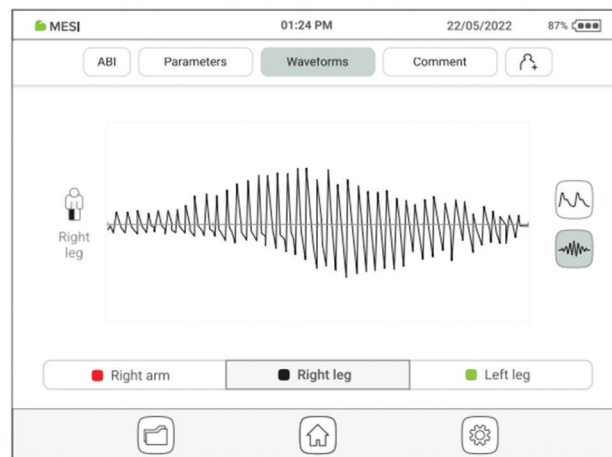 MESI 01:24 PM 22/05/2022 87%
ABI Parameters Waveforms Comment
Right
leg
Right arm Right leg Left leg